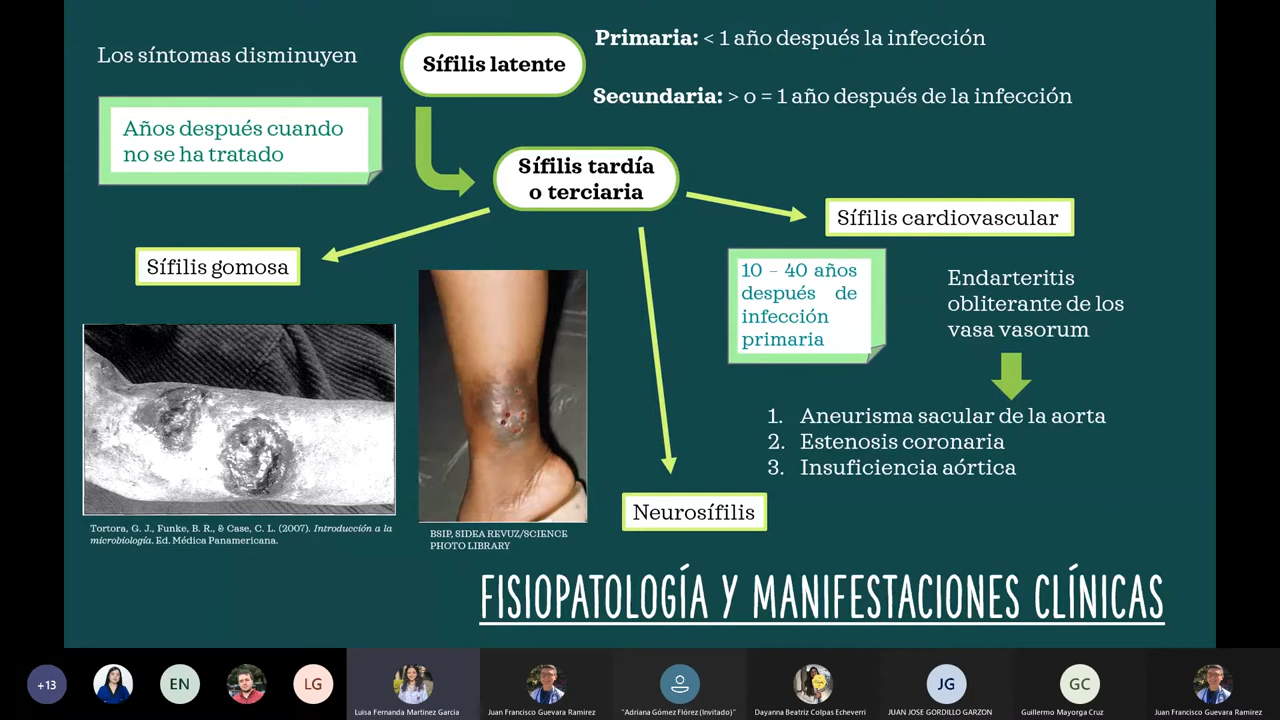 Los síntomas disminuyen
Sífilis latente
Primaria: < 1 año después la infección
Secundaria: > o = 1 año después de la infección
Años después cuando
no se ha tratado
Sífilis tardía
o terciaria
Sífilis cardiovascular
Sífilis gomosa
10 – 40 años
después de
infección
primaria
Endarteritis
obliterante de los
vasa vasorum
1. Aneurisma sacular de la aorta
2. Estenosis coronaria
3. Insuficiencia aórtica
Neurosífilis
Tortora, G. J., Funke, B. R., & Case, C. L. (2007). Introducción a la
microbiología. Ed. Médica Panamericana.
BSIP, SIDEA REVUZ/SCIENCE
PHOTO LIBRARY
FISIOPATOLOGÍA Y MANIFESTACIONES CLÍNICAS
+13
EN
LG
JG
GC
Luisa Fernanda Martinez Garcia
Juan Francisco Guevara Ramirez
"Adriana Gómez Flórez (Invitado)"
Dayanna Beatriz Colpas Echeverri
JUAN JOSE GORDILLO GARZON
Guillermo Mayorga Cruz
Juan Francisco Guevara Ramirez